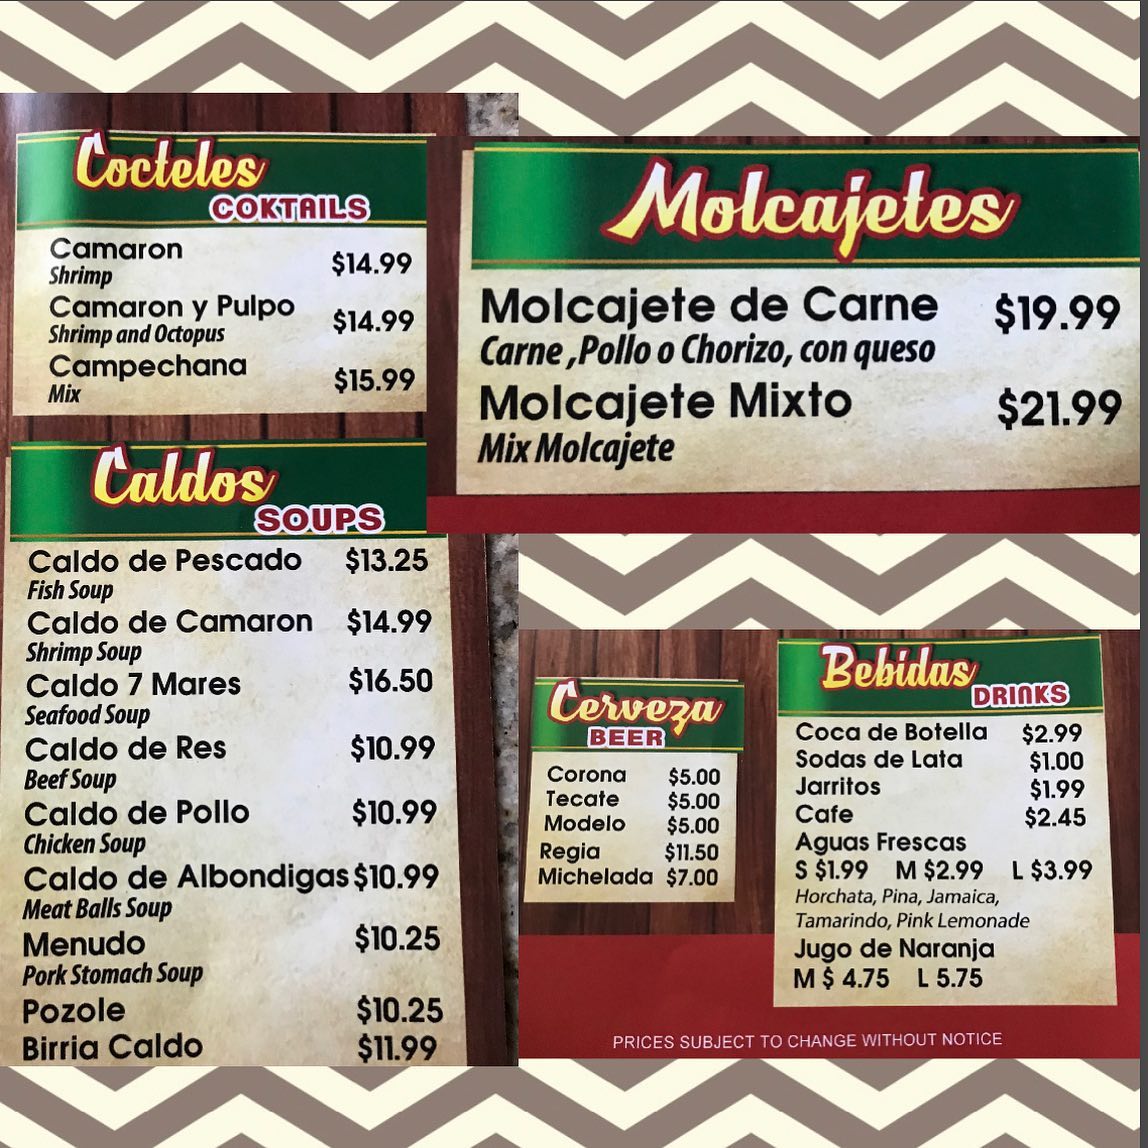 Cocteles
COKTAILS
Camaron $14.99
Shrimp
Camaron y Pulpo $14.99
Shrimp and Octopus
Campechana $15.99
Mix
Caldos
SOUPS
Caldo de Pescado $13.25
Fish Soup
Caldo de Camaron $14.99
Shrimp Soup
Caldo 7 Mares $16.50
Seafood Soup
Caldo de Res $10.99
Beef Soup
Caldo de Pollo $10.99
Chicken Soup
Caldo de Albondigas $10.99
Meat Balls Soup
Menudo $10.25
Pork Stomach Soup
Pozole $10.25
Birria Caldo $11.99
Molcajetes
Molcajete de Carne $19.99
Carne ,Pollo o Chorizo, con queso
Molcajete Mixto $21.99
Mix Molcajete
Cerveza
BEER
Corona $5.00
Tecate $5.00
Modelo $5.00
Regia $11.50
Michelada $7.00
Bebidas
DRINKS
Coca de Botella $2.99
Sodas de Lata $1.00
Jarritos $1.99
Cafe $2.45
Aguas Frescas
S $1.99 M $2.99 L $3.99
Horchata, Pina, Jamaica,
Tamarindo, Pink Lemonade
Jugo de Naranja
M $ 4.75 L 5.75
PRICES SUBJECT TO CHANGE WITHOUT NOTICE